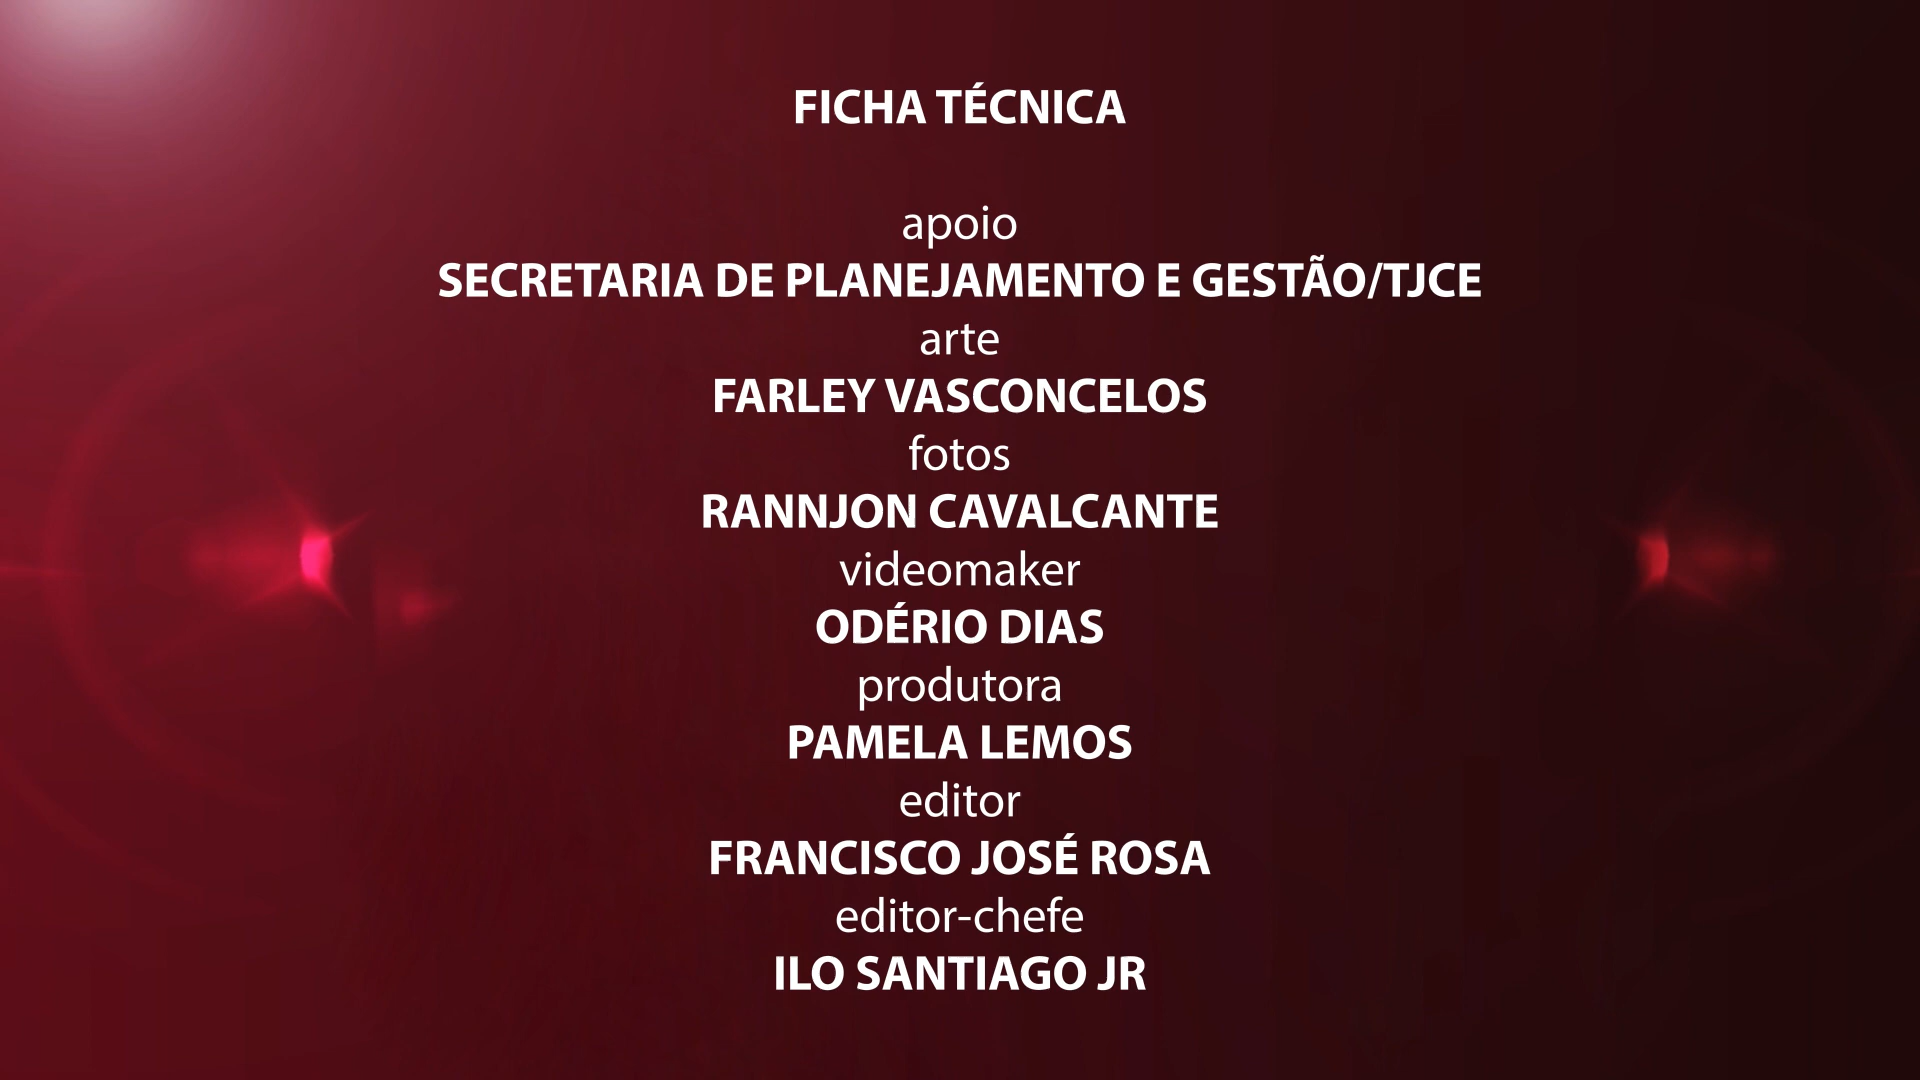 FICHA TÉCNICA
apoio
SECRETARIA DE PLANEJAMENTO E GESTÃO/TJCE
arte
FARLEY VASCONCELOS
fotos
RANNJON CAVALCANTE
videomaker
ODÉRIO DIAS
produtora
PAMELA LEMOS
editor
FRANCISCO JOSÉ ROSA
editor-chefe
ILO SANTIAGO JR